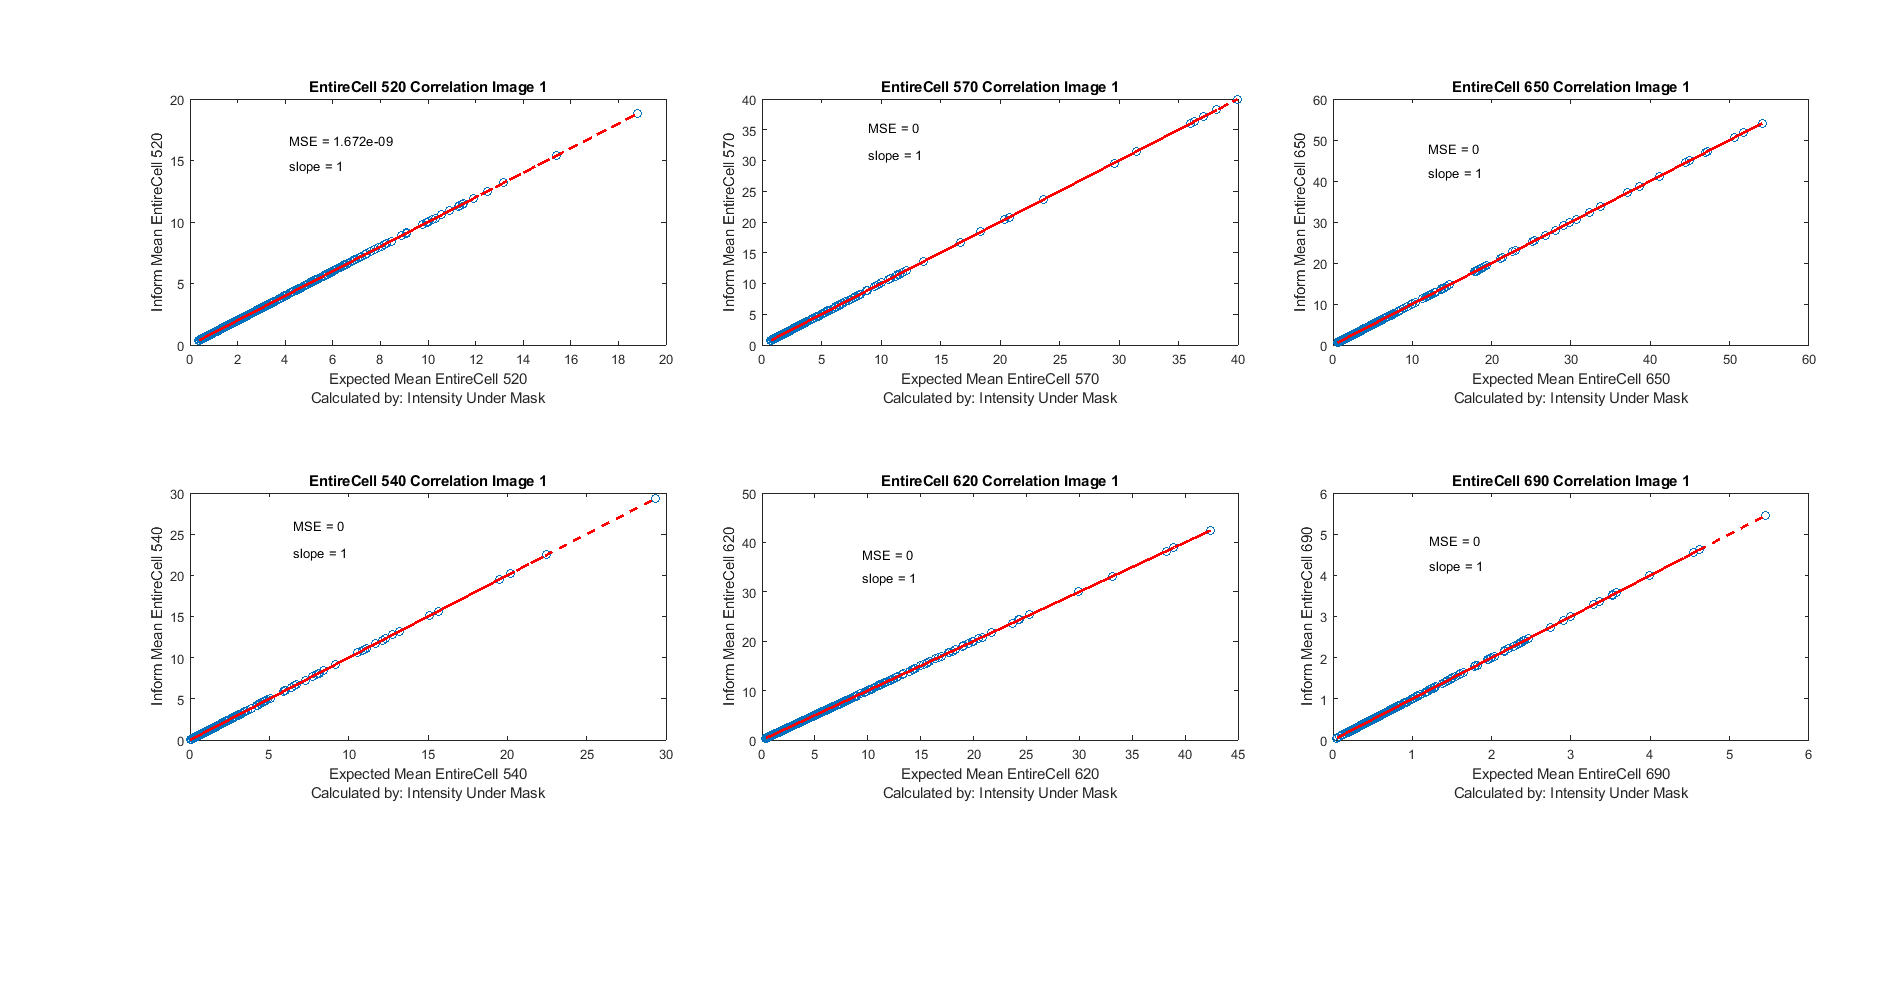 EntireCell 520 Correlation Image 1
MSE = 1.672e-09
slope = 1
Inform Mean EntireCell 520
20
15
10
5
0
0 2 4 6 8 10 12 14 16 18 20
Expected Mean EntireCell 520
Calculated by: Intensity Under Mask
EntireCell 570 Correlation Image 1
MSE = 0
slope = 1
Inform Mean EntireCell 570
40
35
30
25
20
15
10
5
0
0 5 10 15 20 25 30 35 40
Expected Mean EntireCell 570
Calculated by: Intensity Under Mask
EntireCell 650 Correlation Image 1
MSE = 0
slope = 1
Inform Mean EntireCell 650
60
50
40
30
20
10
0
0 10 20 30 40 50 60
Expected Mean EntireCell 650
Calculated by: Intensity Under Mask
EntireCell 540 Correlation Image 1
MSE = 0
slope = 1
Inform Mean EntireCell 540
30
25
20
15
10
5
0
0 5 10 15 20 25 30
Expected Mean EntireCell 540
Calculated by: Intensity Under Mask
EntireCell 620 Correlation Image 1
MSE = 0
slope = 1
Inform Mean EntireCell 620
50
40
30
20
10
0
0 5 10 15 20 25 30 35 40 45
Expected Mean EntireCell 620
Calculated by: Intensity Under Mask
EntireCell 690 Correlation Image 1
MSE = 0
slope = 1
Inform Mean EntireCell 690
6
5
4
3
2
1
0
0 1 2 3 4 5 6
Expected Mean EntireCell 690
Calculated by: Intensity Under Mask